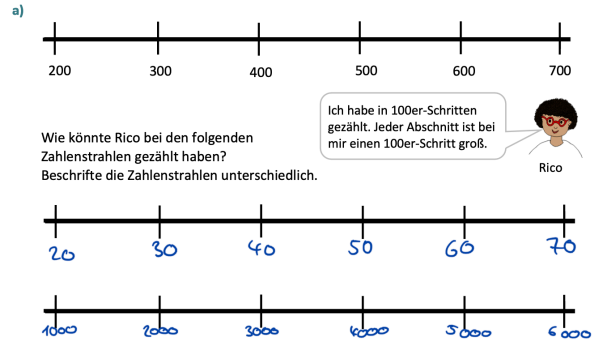 a)
200 300 400 500 600 700
Ich habe in 100er-Schritten
gezählt. Jeder Abschnitt ist bei
mir einen 100er-Schritt groß.
Rico
Wie könnte Rico bei den folgenden
Zahlenstrahlen gezählt haben?
Beschrifte die Zahlenstrahlen unterschiedlich.
20 30 40 50 60 70
1000 2000 3000 4000 5000 6000